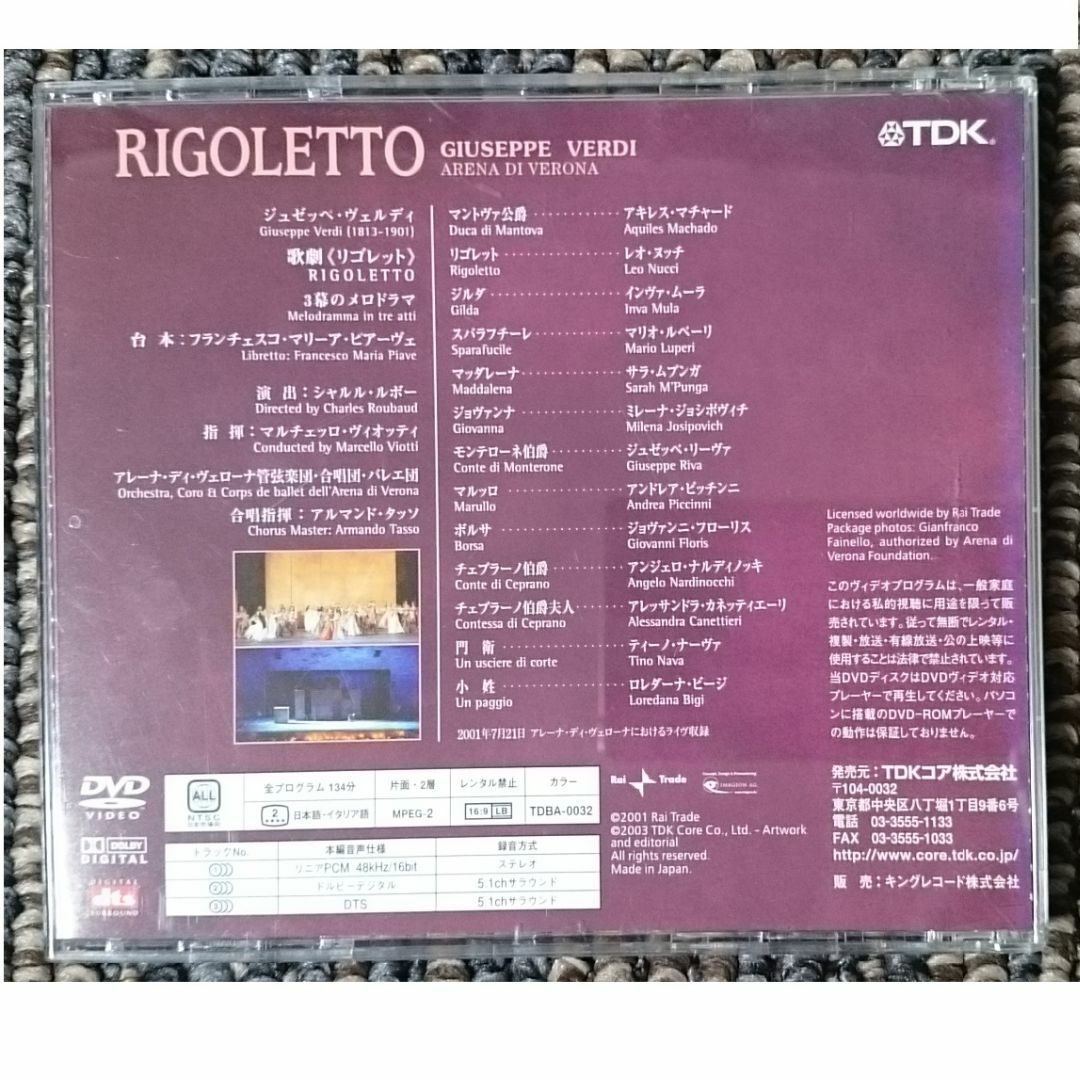 RIGOLETTO GIUSEPPE VERDI
ARENA DI VERONA
TDK
ジュゼッペ・ヴェルディ
Giuseppe Verdi (1813-1901)
歌劇《リゴレット》
RIGOLETTO
3幕のメロドラマ
Melodramma in tre atti
台 本：フランチェスコ・マリーア・ピアーヴェ
Libretto: Francesco Maria Piave
演 出：シャルル・ルボー
Directed by Charles Roubaud
指 揮：マルチェッロ・ヴィオッティ
Conducted by Marcello Viotti
アレーナ・ディ・ヴェローナ管弦楽団・合唱団・バレエ団
Orchestra, Coro & Corps de ballet dell'Arena di Verona
合唱指揮：アルマンド・タッソ
Chorus Master: Armando Tasso
マントヴァ公爵 ············ アキレス・マチャード
Duca di Mantova Aquiles Machado
リゴレット ················ レオ・ヌッチ
Rigoletto Leo Nucci
ジルダ ·················· インヴァ・ムーラ
Gilda Inva Mula
スパラフチーレ ············ マリオ・ルペーリ
Sparafucile Mario Luperi
マッダレーナ ·············· サラ・ムプンガ
Maddalena Sarah M'Punga
ジョヴァンナ ·············· ミレーナ・ジョシポヴィチ
Giovanna Milena Josipovich
モンテローネ伯爵 ·········· ジュゼッペ・リーヴァ
Conte di Monterone Giuseppe Riva
マルッロ ················ アンドレア・ピッチンニ
Marullo Andrea Piccinni
ボルサ ·················· ジョヴァンニ・フローリス
Borsa Giovanni Floris
チェプラーノ伯爵 ·········· アンジェロ・ナルディノッキ
Conte di Ceprano Angelo Nardinocchi
チェプラーノ伯爵夫人 ······ アレッサンドラ・カネッティエーリ
Contessa di Ceprano Alessandra Canettieri
門 衛 ·················· ティーノ・ナーヴァ
Un usciere di corte Tino Nava
小 姓 ·················· ロレダーナ・ビージ
Un paggio Loredana Bigi
2001年7月21日 アレーナ・ディ・ヴェローナにおけるライヴ収録
Licensed worldwide by Rai Trade
Package photos: Gianfranco
Fainello, authorized by Arena di
Verona Foundation.
このヴィデオプログラムは、一般家庭
における私的視聴に用途を限って販
売されています。従って無断でレンタル・
複製・放送・有線放送・公の上映等に
使用することは法律で禁止されています。
当DVDディスクはDVDヴィデオ対応
プレーヤーで再生してください。パソコ
ンに搭載のDVD-ROMプレーヤーで
の動作は保証しておりません。
DVD
VIDEO
DOLBY
DIGITAL
DIGITAL
dts
SURROUND
ALL
NTSC
全プログラム 134分 片面・2層 レンタル禁止 カラー
2 日本語・イタリア語 MPEG-2 16:9 LB TDBA-0032
トラックNo. 本編音声仕様 録音方式
1 リニアPCM 48kHz/16bit ステレオ
2 ドルビーデジタル 5.1chサラウンド
3 DTS 5.1chサラウンド
Rai Trade
IMAGION AG
©2001 Rai Trade
©2003 TDK Core Co., Ltd. - Artwork
and editorial
All rights reserved.
Made in Japan.
発売元：TDKコア株式会社
〒104-0032
東京都中央区八丁堀1丁目9番6号
電話 03-3555-1133
FAX 03-3555-1033
http://www.core.tdk.co.jp/
販 売：キングレコード株式会社